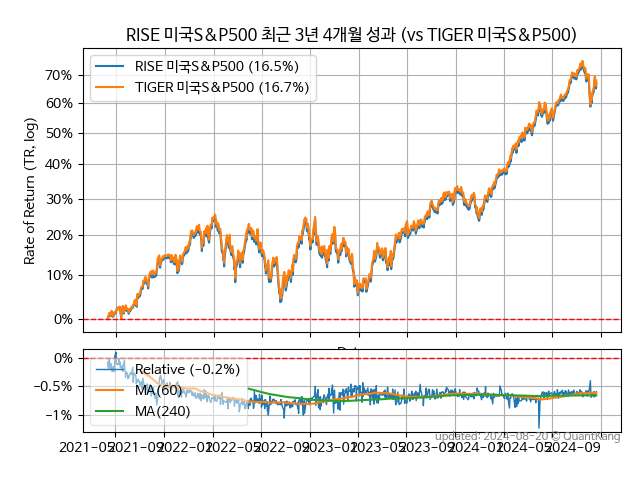 RISE 미국S&P500 최근 3년 4개월 성과 (vs TIGER 미국S&P500)
RISE 미국S&P500 (16.5%)
TIGER 미국S&P500 (16.7%)
Rate of Return (TR, log)
70%
60%
50%
40%
30%
20%
10%
0%
0%
−0.5%
−1%
Relative (−0.2%)
MA(60)
MA(240)
updated: 2024-08-20 © QuantKang
2021-05
2021-09
2022-01
2022-05
2022-09
2023-01
2023-05
2023-09
2024-01
2024-05
2024-09